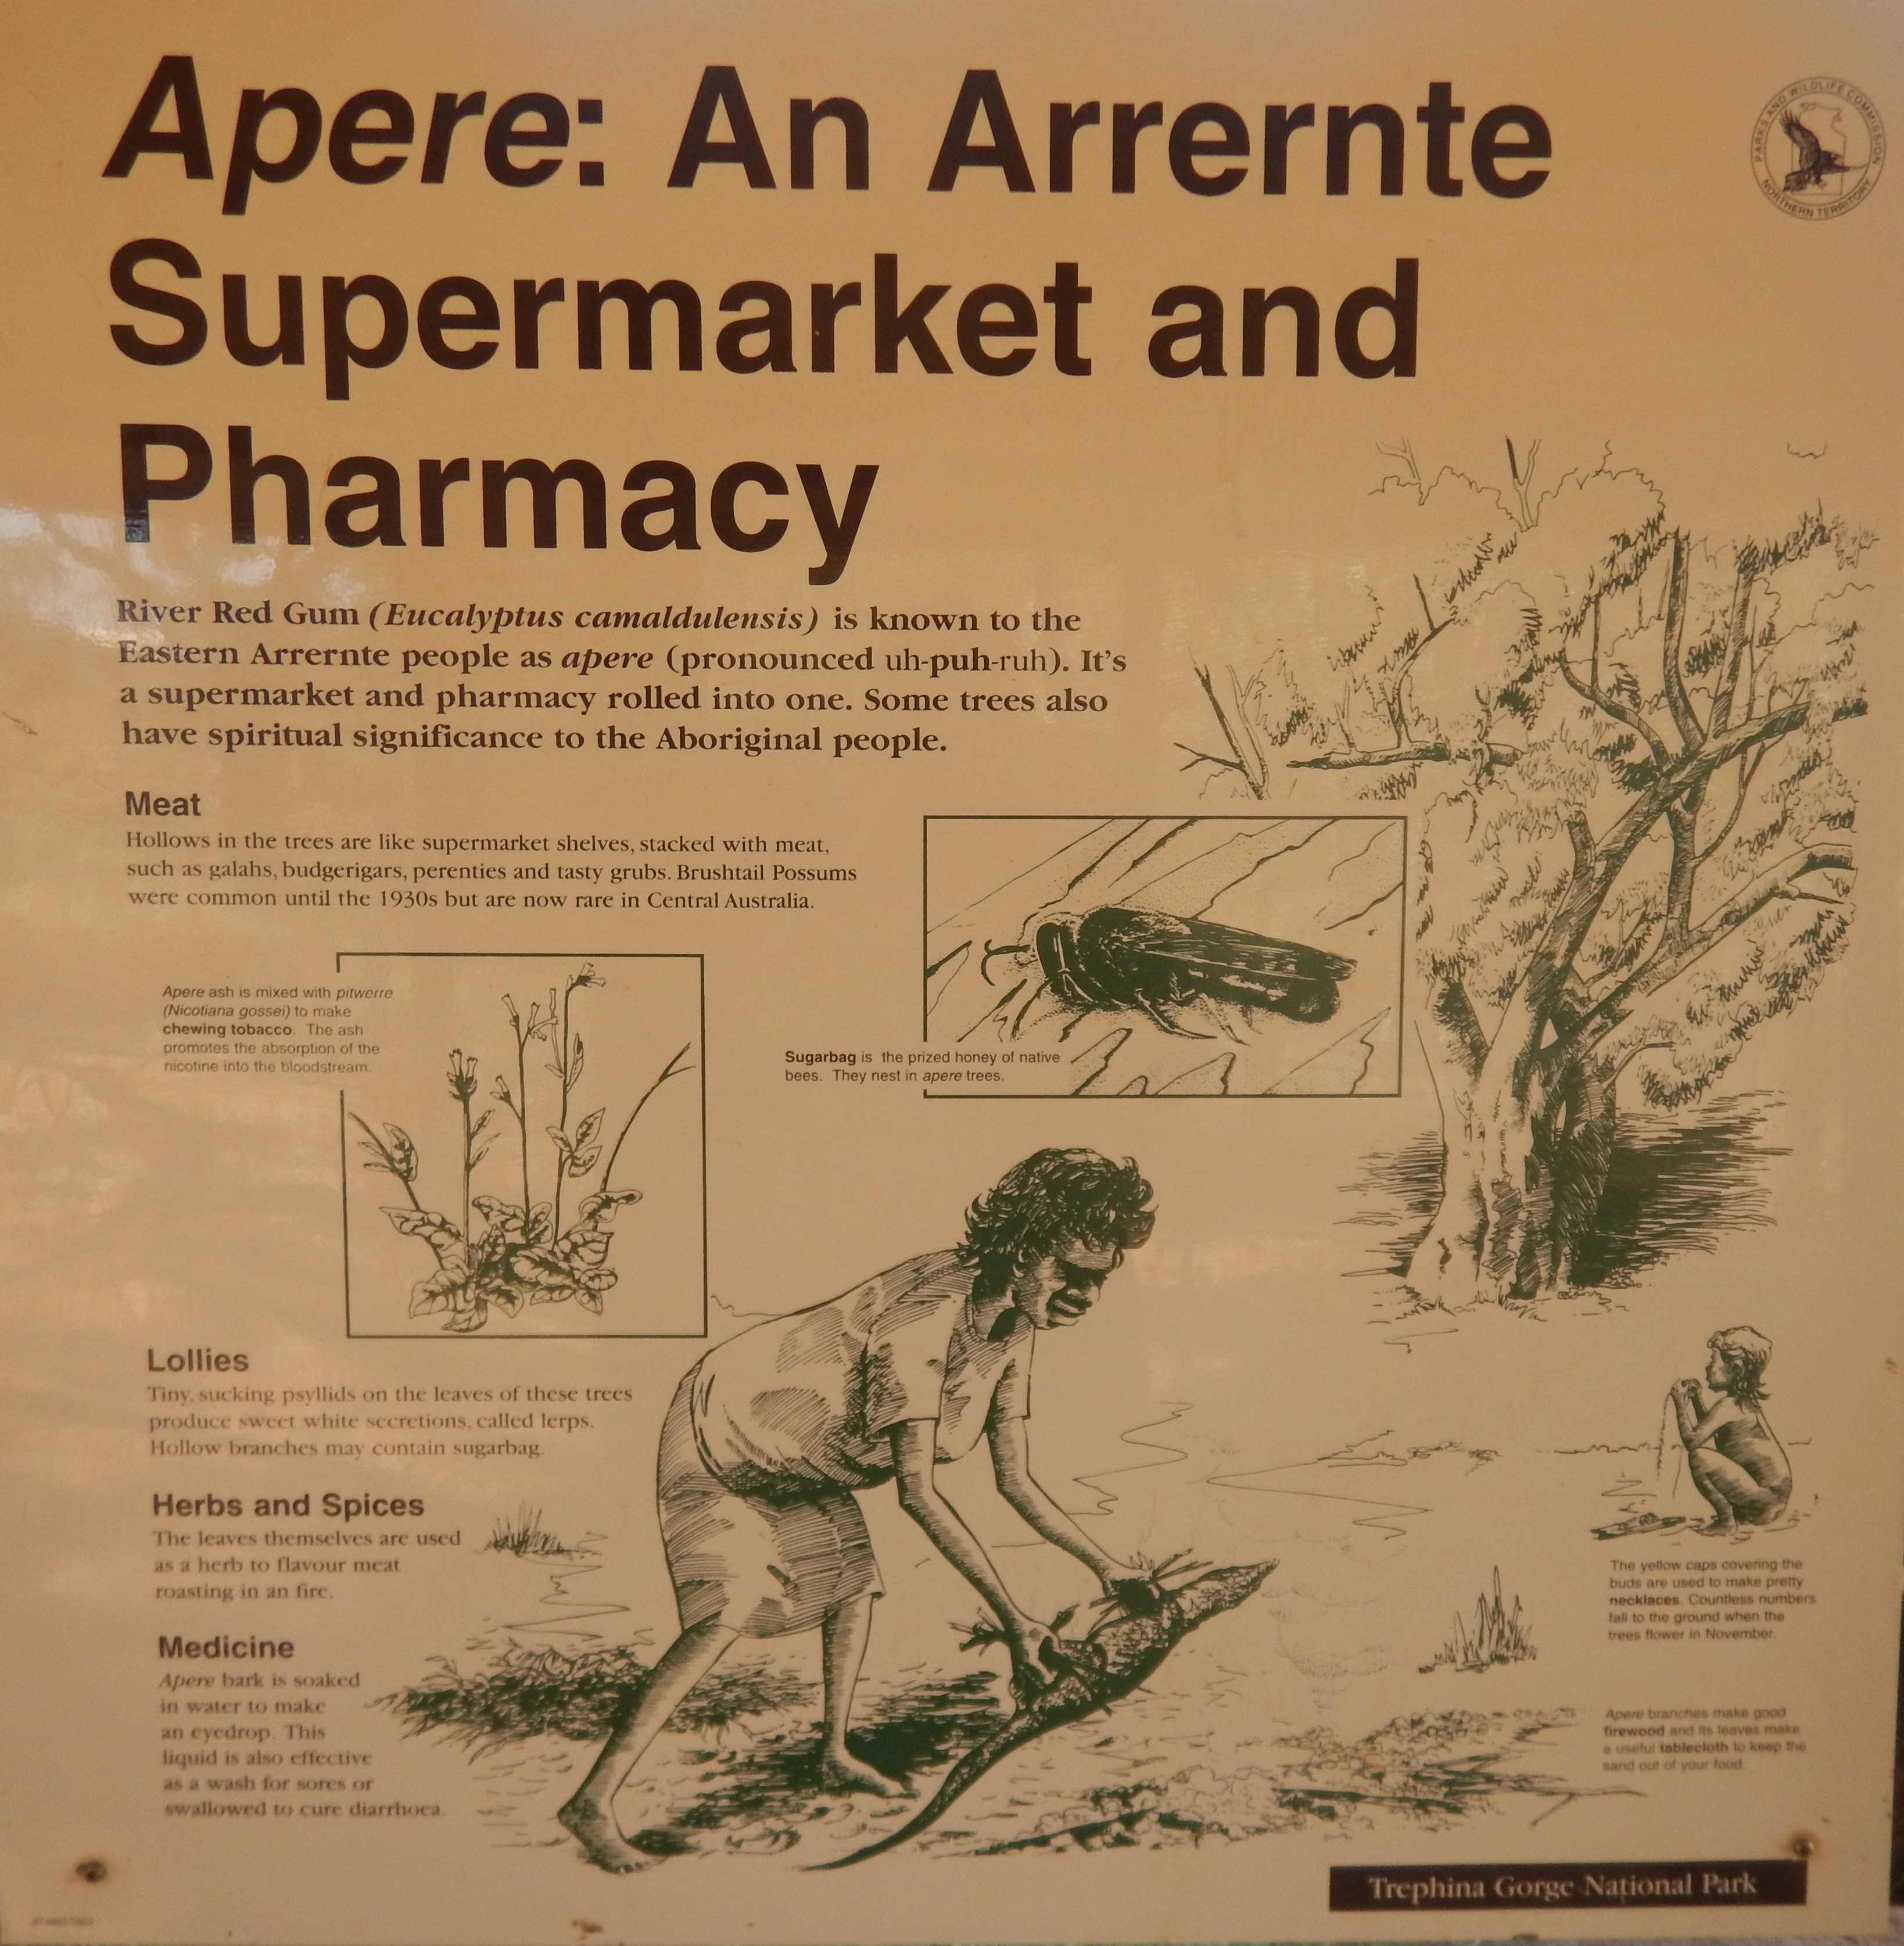 Apere: An Arrernte
Supermarket and
Pharmacy
PARKS AND WILDLIFE COMMISSION
NORTHERN TERRITORY
River Red Gum (Eucalyptus camaldulensis) is known to the
Eastern Arrernte people as apere (pronounced uh-puh-ruh). It's
a supermarket and pharmacy rolled into one. Some trees also
have spiritual significance to the Aboriginal people.
Meat
Hollows in the trees are like supermarket shelves, stacked with meat,
such as galahs, budgerigars, perenties and tasty grubs. Brushtail Possums
were common until the 1930s but are now rare in Central Australia.
Apere ash is mixed with pitwerre
(Nicotiana gossei) to make
chewing tobacco. The ash
promotes the absorption of the
nicotine into the bloodstream.
Sugarbag is the prized honey of native
bees. They nest in apere trees.
Lollies
Tiny, sucking psyllids on the leaves of these trees
produce sweet white secretions, called lerps.
Hollow branches may contain sugarbag.
Herbs and Spices
The leaves themselves are used
as a herb to flavour meat
roasting in an fire.
Medicine
Apere bark is soaked
in water to make
an eyedrop. This
liquid is also effective
as a wash for sores or
swallowed to cure diarrhoea.
The yellow caps covering the
buds are used to make pretty
necklaces. Countless numbers
fall to the ground when the
trees flower in November.
Apere branches make good
firewood and its leaves make
a useful tablecloth to keep the
sand out of your food.
Trephina Gorge National Park